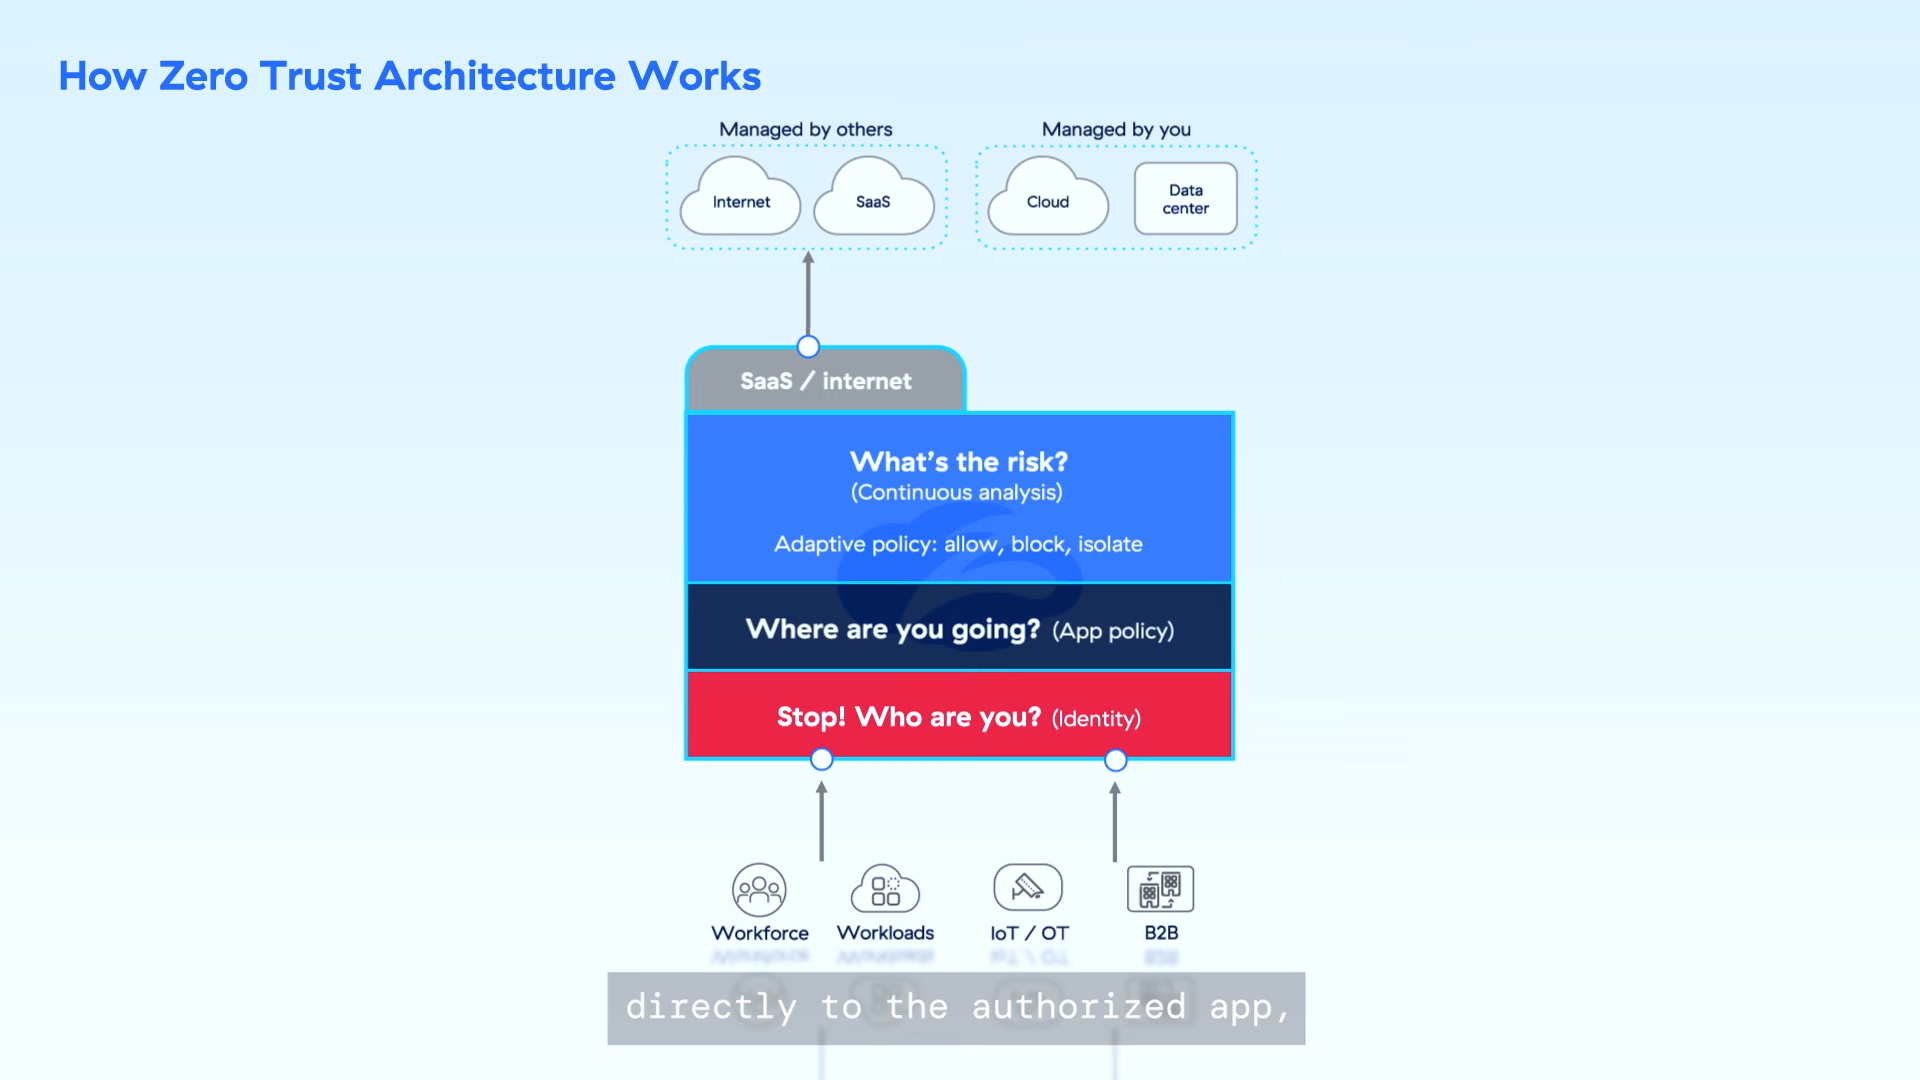 How Zero Trust Architecture Works
Managed by others
Managed by you
Internet
SaaS
Cloud
Data
center
SaaS / internet
What's the risk?
(Continuous analysis)
Adaptive policy: allow, block, isolate
Where are you going? (App policy)
Stop! Who are you? (Identity)
Workforce
Workloads
IoT / OT
B2B
directly to the authorized app,